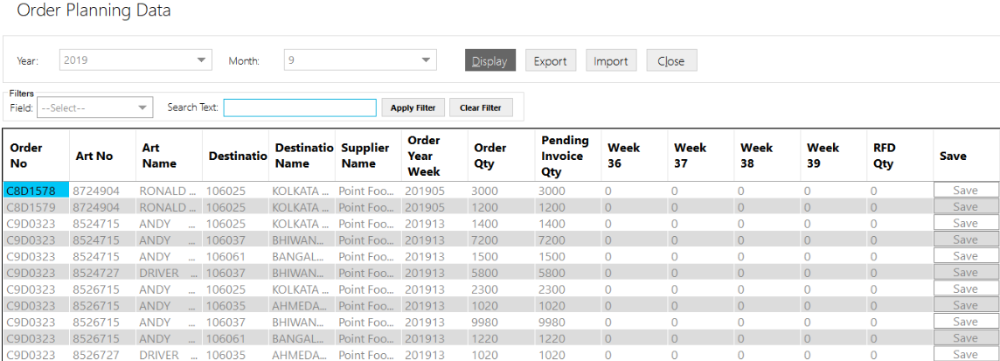 Order Planning Data
Year: 2019 Month: 9 Display Export Import Close
Filters
Field: --Select-- Search Text: Apply Filter Clear Filter
Order No Art No Art Name Destinatio Destinatio Name Supplier Name Order Year Week Order Qty Pending Invoice Qty Week 36 Week 37 Week 38 Week 39 RFD Qty Save
C8D1578 8724904 RONALD ... 106025 KOLKATA ... Point Foo... 201905 3000 3000 0 0 0 0 0 Save
C8D1579 8724904 RONALD ... 106025 KOLKATA ... Point Foo... 201905 1200 1200 0 0 0 0 0 Save
C9D0323 8524715 ANDY ... 106025 KOLKATA ... Point Foo... 201913 1400 1400 0 0 0 0 0 Save
C9D0323 8524715 ANDY ... 106037 BHIWAN... Point Foo... 201913 7200 7200 0 0 0 0 0 Save
C9D0323 8524715 ANDY ... 106061 BANGAL... Point Foo... 201913 1500 1500 0 0 0 0 0 Save
C9D0323 8524727 DRIVER ... 106037 BHIWAN... Point Foo... 201913 5800 5800 0 0 0 0 0 Save
C9D0323 8526715 ANDY ... 106025 KOLKATA ... Point Foo... 201913 2300 2300 0 0 0 0 0 Save
C9D0323 8526715 ANDY ... 106035 AHMEDA... Point Foo... 201913 1020 1020 0 0 0 0 0 Save
C9D0323 8526715 ANDY ... 106037 BHIWAN... Point Foo... 201913 9980 9980 0 0 0 0 0 Save
C9D0323 8526715 ANDY ... 106061 BANGAL... Point Foo... 201913 1220 1220 0 0 0 0 0 Save
C9D0323 8526727 DRIVER ... 106035 AHMEDA... Point Foo... 201913 1020 1020 0 0 0 0 0 Save